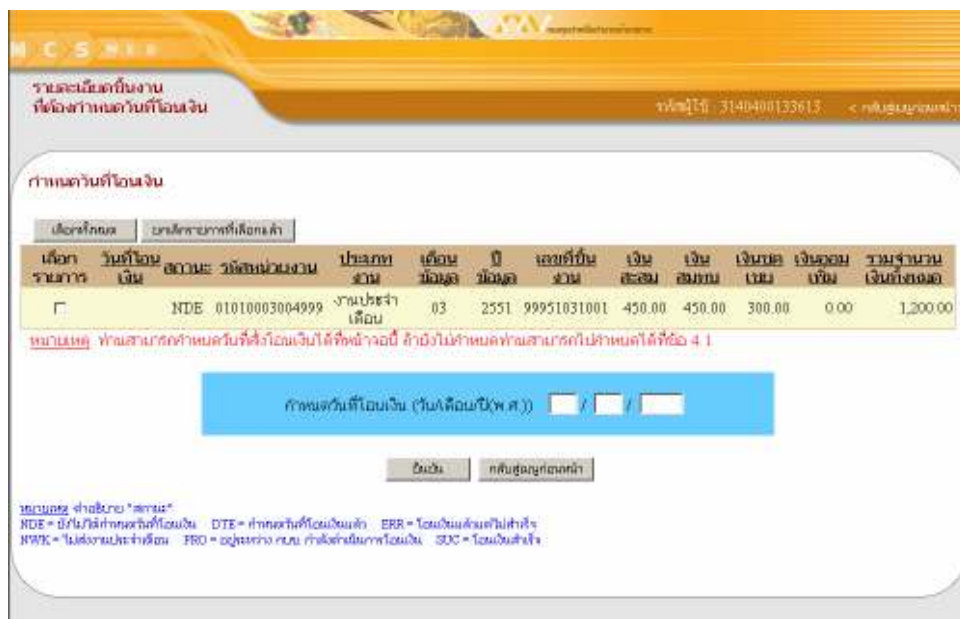 MCS WEB
รายละเอียดปึ้นงาน
ที่ต้องกำหนดวันที่โอนเงิน
รหัสผู้ใช้ 3140400133613 < กลับสู่เมนูก่อนหน้า
กำหนดวันที่โอนเงิน
เลือกทั้งหมด ยกเลิกรายการที่เลือกแล้ว
เลือกรายการ วันที่โอนเงิน สถานะ รหัสหน่วยงาน ประเภทงาน เดือนข้อมูล ปีข้อมูล เลขที่ปึ้นงาน เงินสะสม เงินสมทบ เงินชดเชย เงินออมเพิ่ม รวมจำนวนเงินทั้งหมด
NDE 01010003004999 งานประจำเดือน 03 2551 99951031001 450.00 450.00 300.00 0.00 1,200.00
หมายเหตุ ท่านสามารถกำหนดวันที่สั่งโอนเงินได้ที่หน้าจอนี้ ถ้ายังไม่กำหนดท่านสามารถไปกำหนดได้ที่ข้อ 4.1
กำหนดวันที่โอนเงิน (วัน/เดือน/ปี(พ.ศ.)) / /
ยืนยัน กลับสู่เมนูก่อนหน้า
หมายเหตุ คำอธิบาย "สถานะ"
NDE = ยังไม่ได้กำหนดวันที่โอนเงิน DTE = กำหนดวันที่โอนเงินแล้ว ERR = โอนเงินแล้วแต่ไม่สำเร็จ
NWK = ไม่ส่งงานประจำเดือน PRO = อยู่ระหว่าง กบข. กำลังดำเนินการโอนเงิน SUC = โอนเงินสำเร็จ